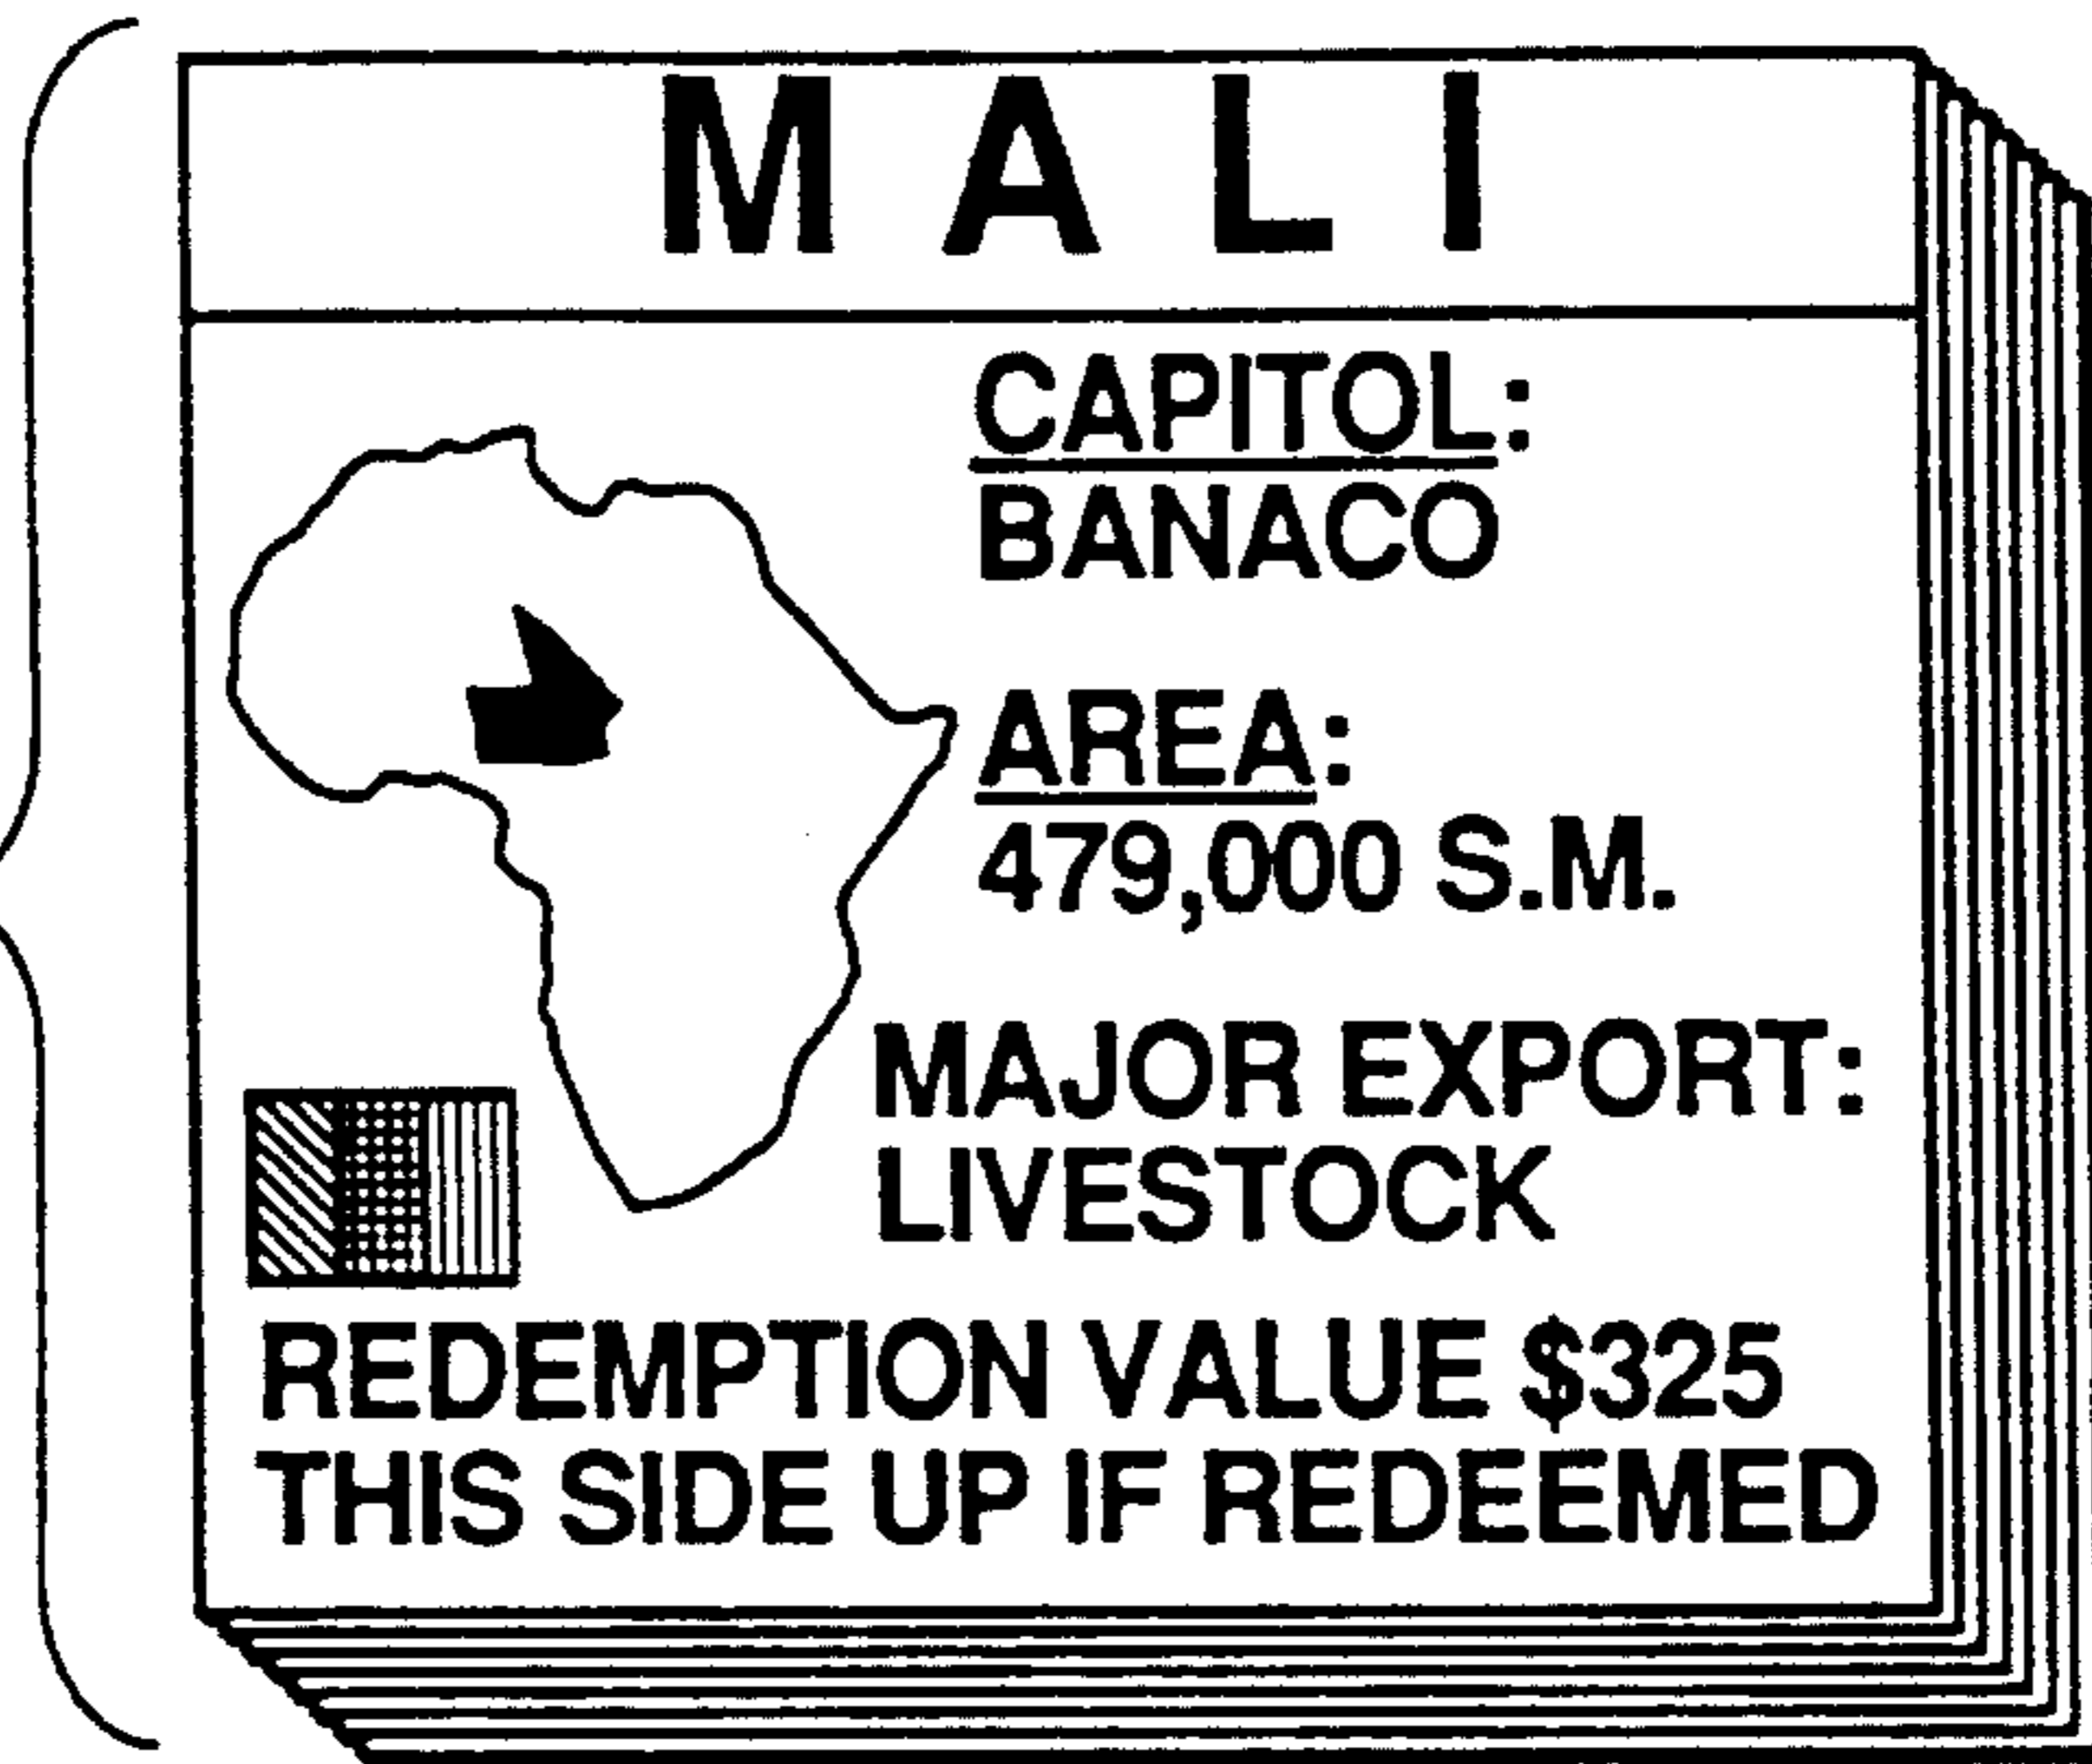 MALI
CAPITOL:
BANACO
AREA:
479,000 S.M.
MAJOR EXPORT:
LIVESTOCK
REDEMPTION VALUE $325
THIS SIDE UP IF REDEEMED